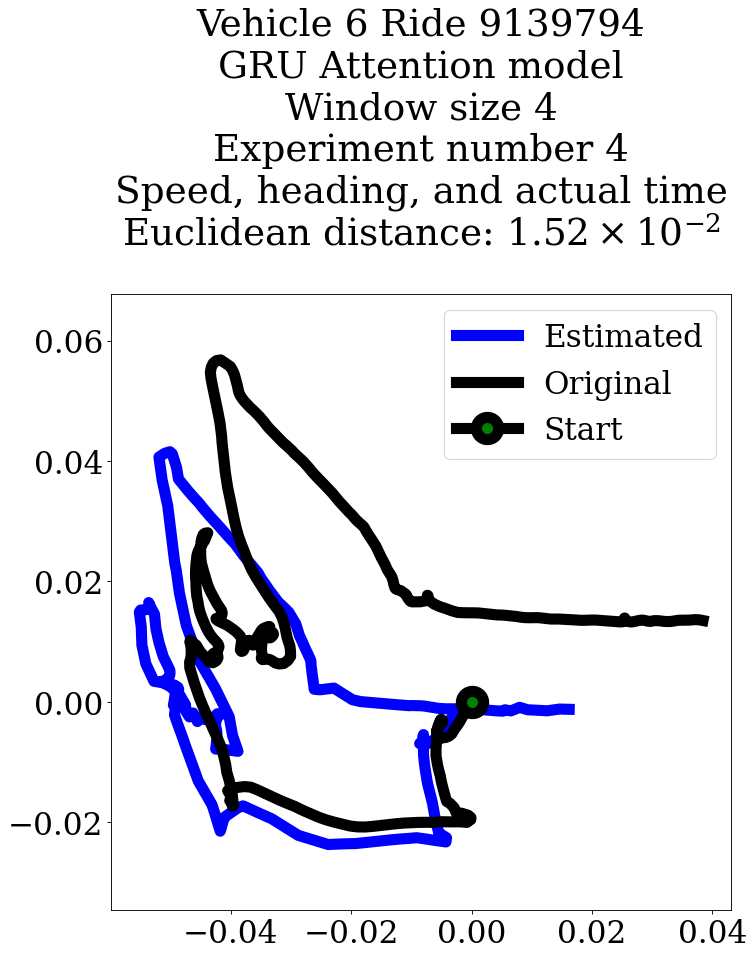 Vehicle 6 Ride 9139794
GRU Attention model
Window size 4
Experiment number 4
Speed, heading, and actual time
Euclidean distance: 1.52 × 10⁻²
Estimated
Original
Start
0.06
0.04
0.02
0.00
−0.02
−0.04
−0.02
0.00
0.02
0.04